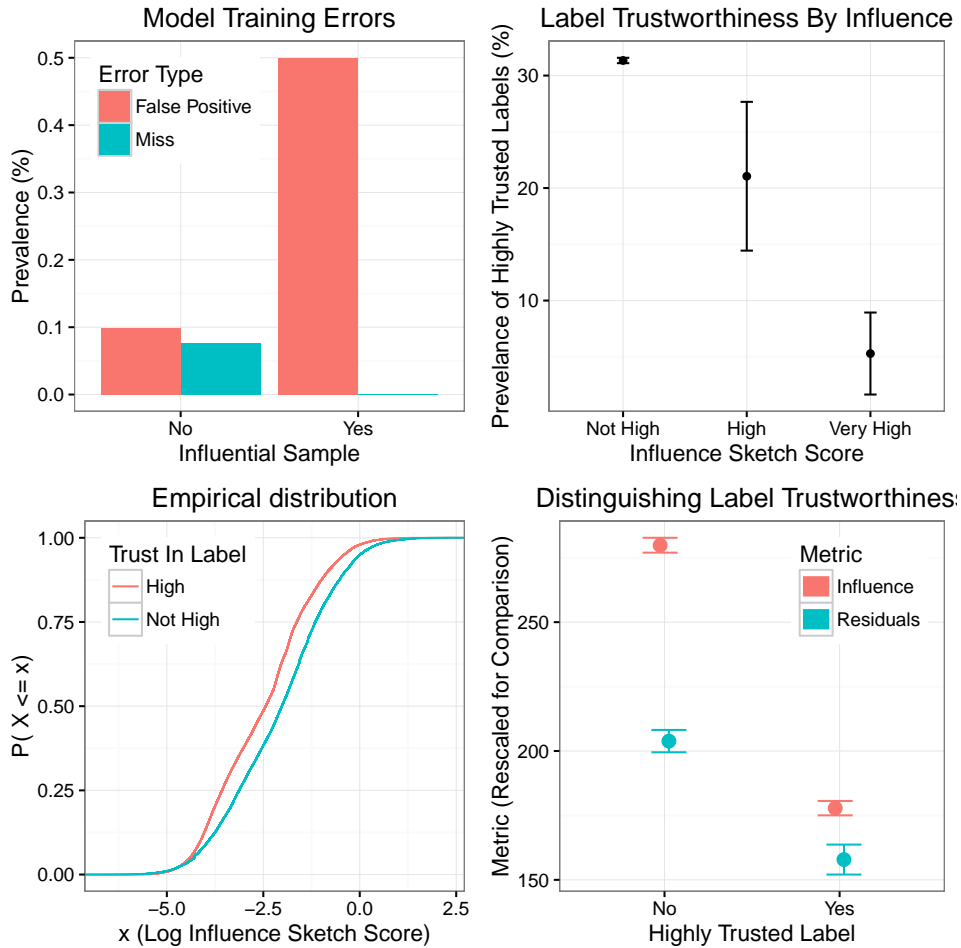 Model Training Errors
Prevalence (%)
0.5
0.4
0.3
0.2
0.1
0.0
Error Type
False Positive
Miss
No
Yes
Influential Sample
Label Trustworthiness By Influence
Prevelance of Highly Trusted Labels (%)
30
20
10
Not High
High
Very High
Influence Sketch Score
Empirical distribution
P( X <= x)
1.00
0.75
0.50
0.25
0.00
Trust In Label
High
Not High
−5.0
−2.5
0.0
2.5
x (Log Influence Sketch Score)
Distinguishing Label Trustworthiness
Metric (Rescaled for Comparison)
250
200
150
Metric
Influence
Residuals
No
Yes
Highly Trusted Label